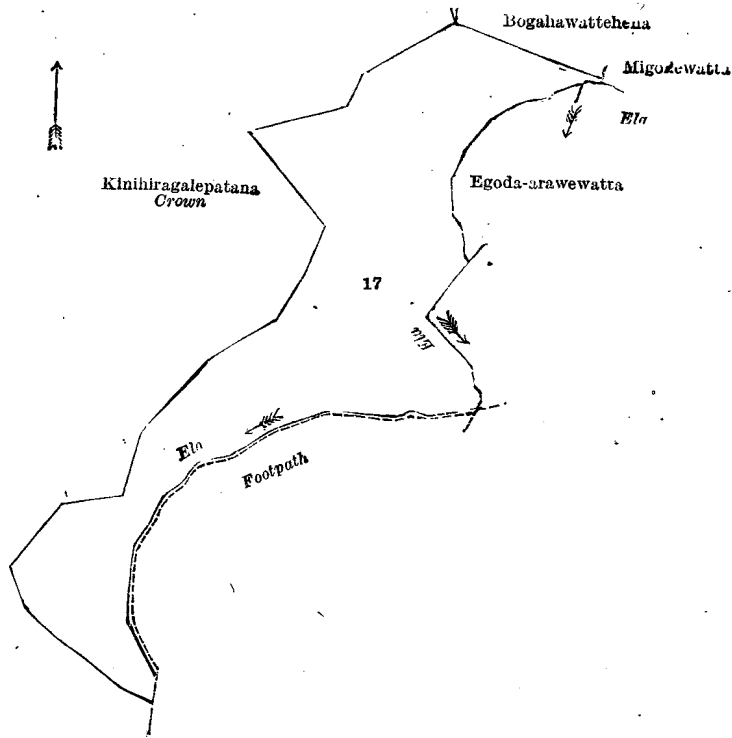 Bogahawattehena
Migodewatta
Ela
Kinihiragalepatana
Crown
Egoda-arawewatta
17
Ela
Ela
Footpath